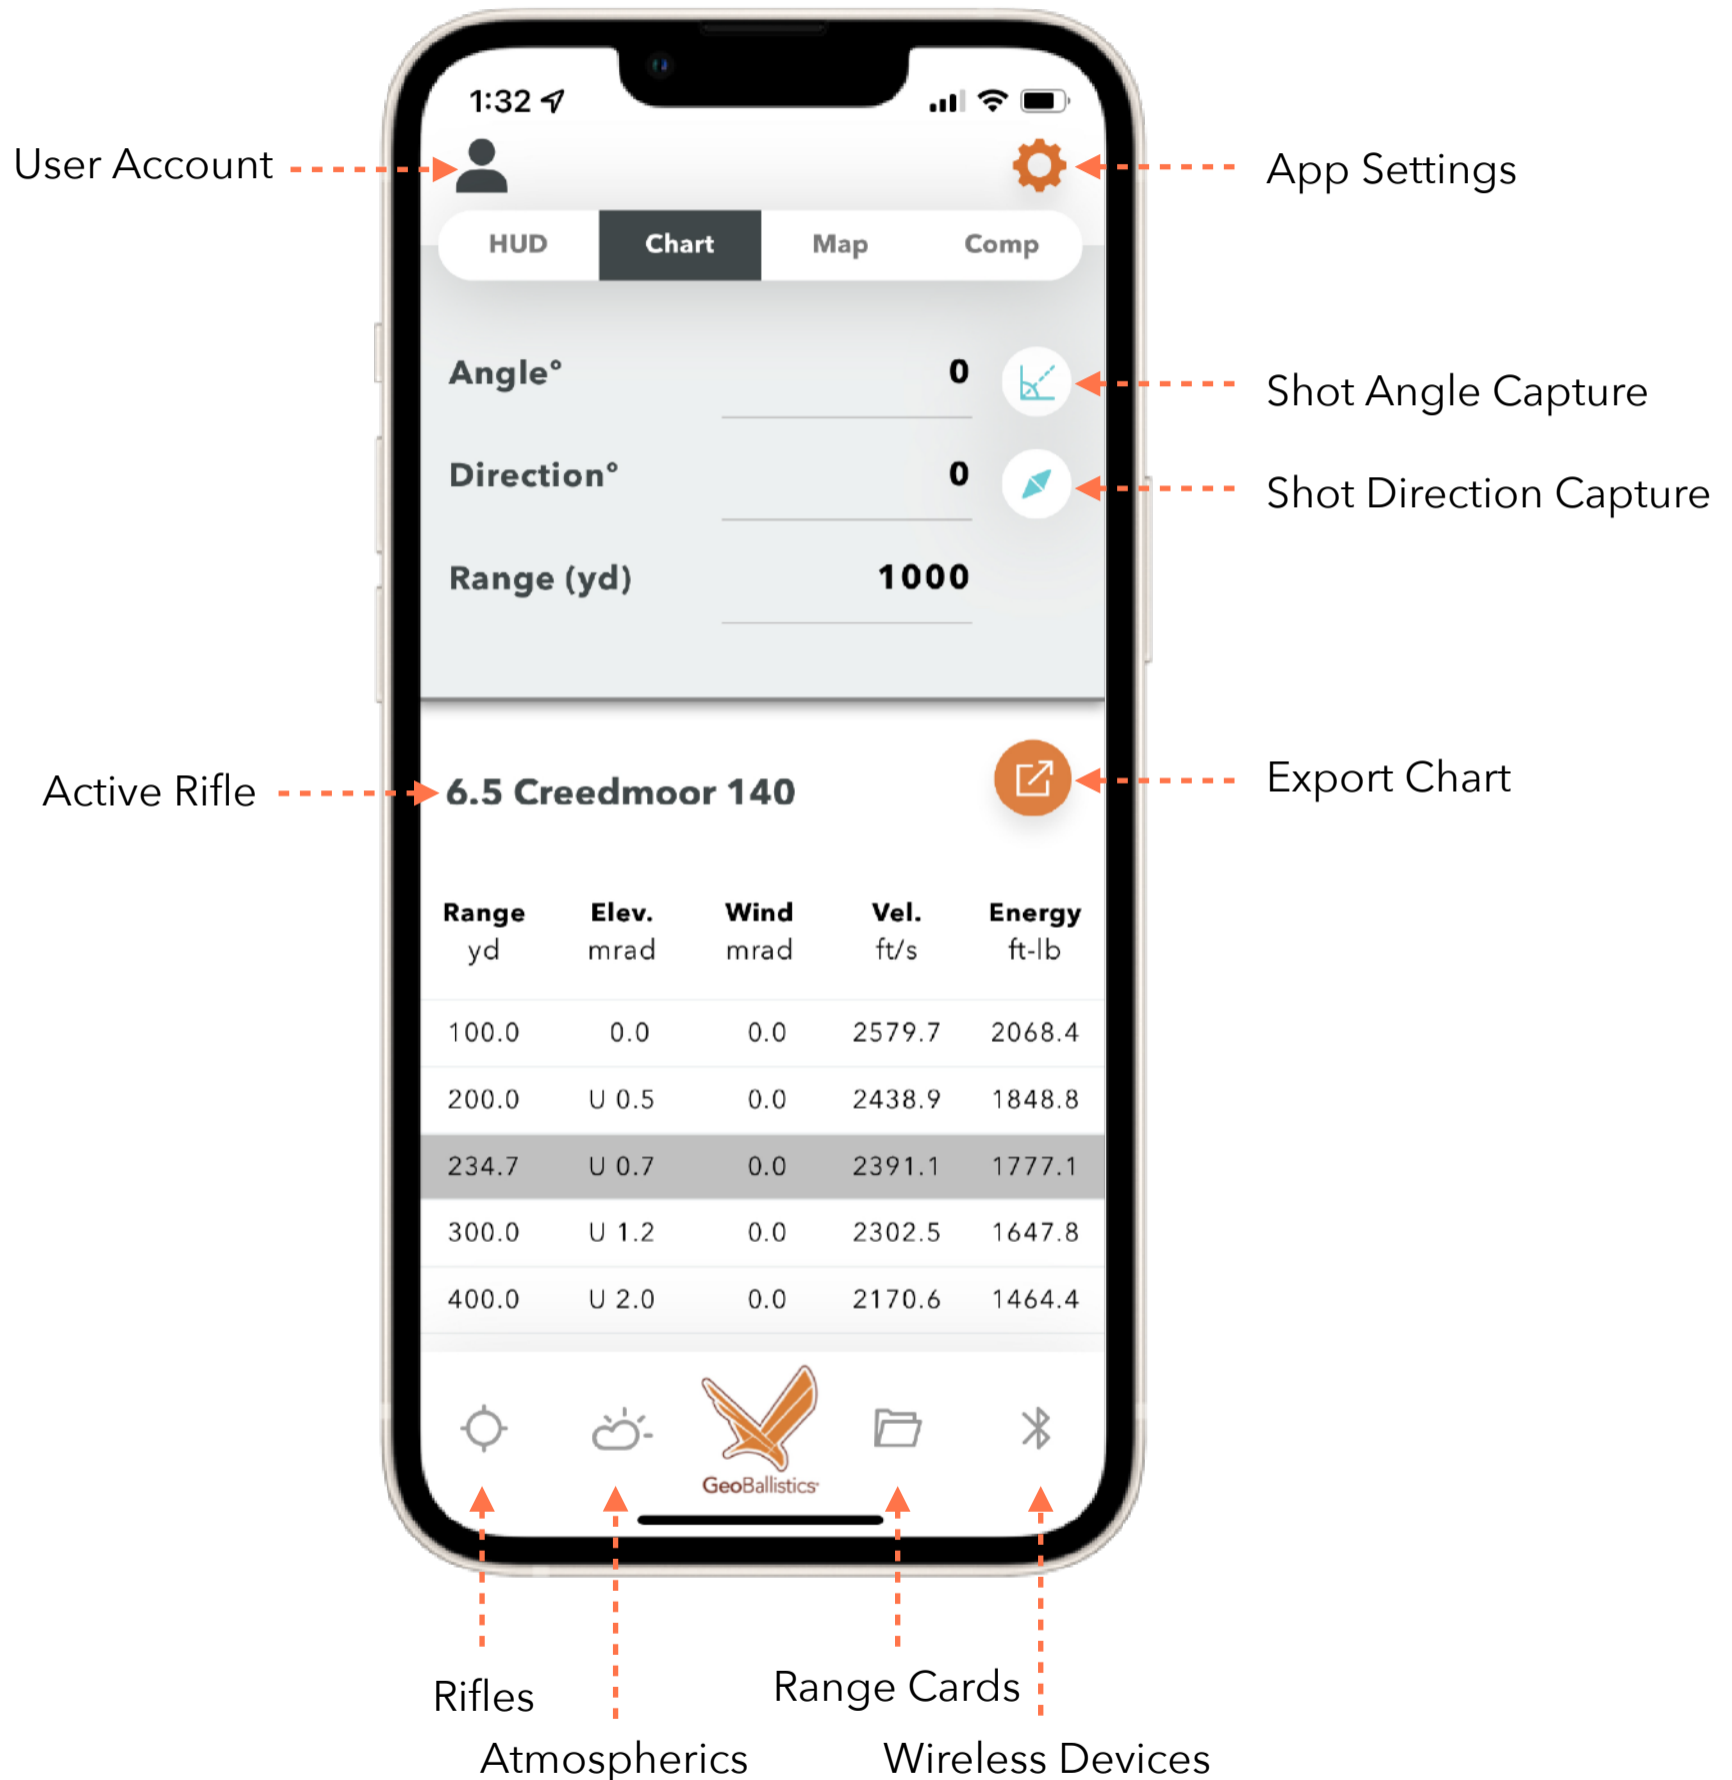 1:32
User Account
App Settings
HUD Chart Map Comp
Angle° 0
Shot Angle Capture
Direction° 0
Shot Direction Capture
Range (yd) 1000
Active Rifle
6.5 Creedmoor 140
Export Chart
Range Elev. Wind Vel. Energy
yd mrad mrad ft/s ft-lb
100.0 0.0 0.0 2579.7 2068.4
200.0 U 0.5 0.0 2438.9 1848.8
234.7 U 0.7 0.0 2391.1 1777.1
300.0 U 1.2 0.0 2302.5 1647.8
400.0 U 2.0 0.0 2170.6 1464.4
GeoBallistics
Rifles
Range Cards
Atmospherics
Wireless Devices